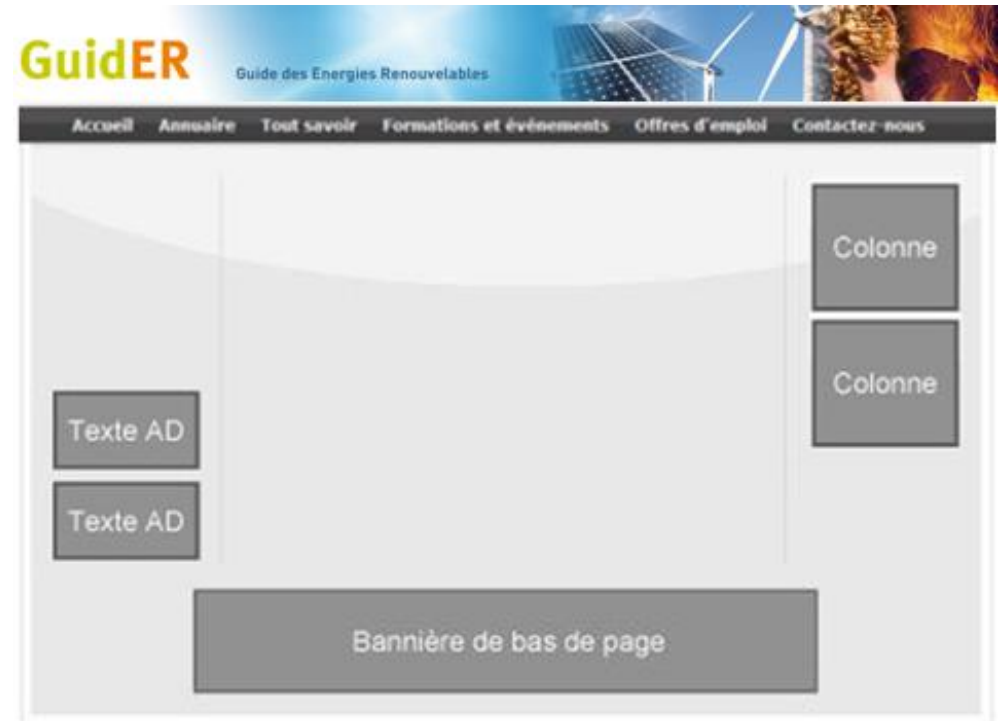 GuidER
Guide des Energies Renouvelables
Accueil Annuaire Tout savoir Formations et événements Offres d'emploi Contactez-nous
Colonne
Colonne
Texte AD
Texte AD
Bannière de bas de page